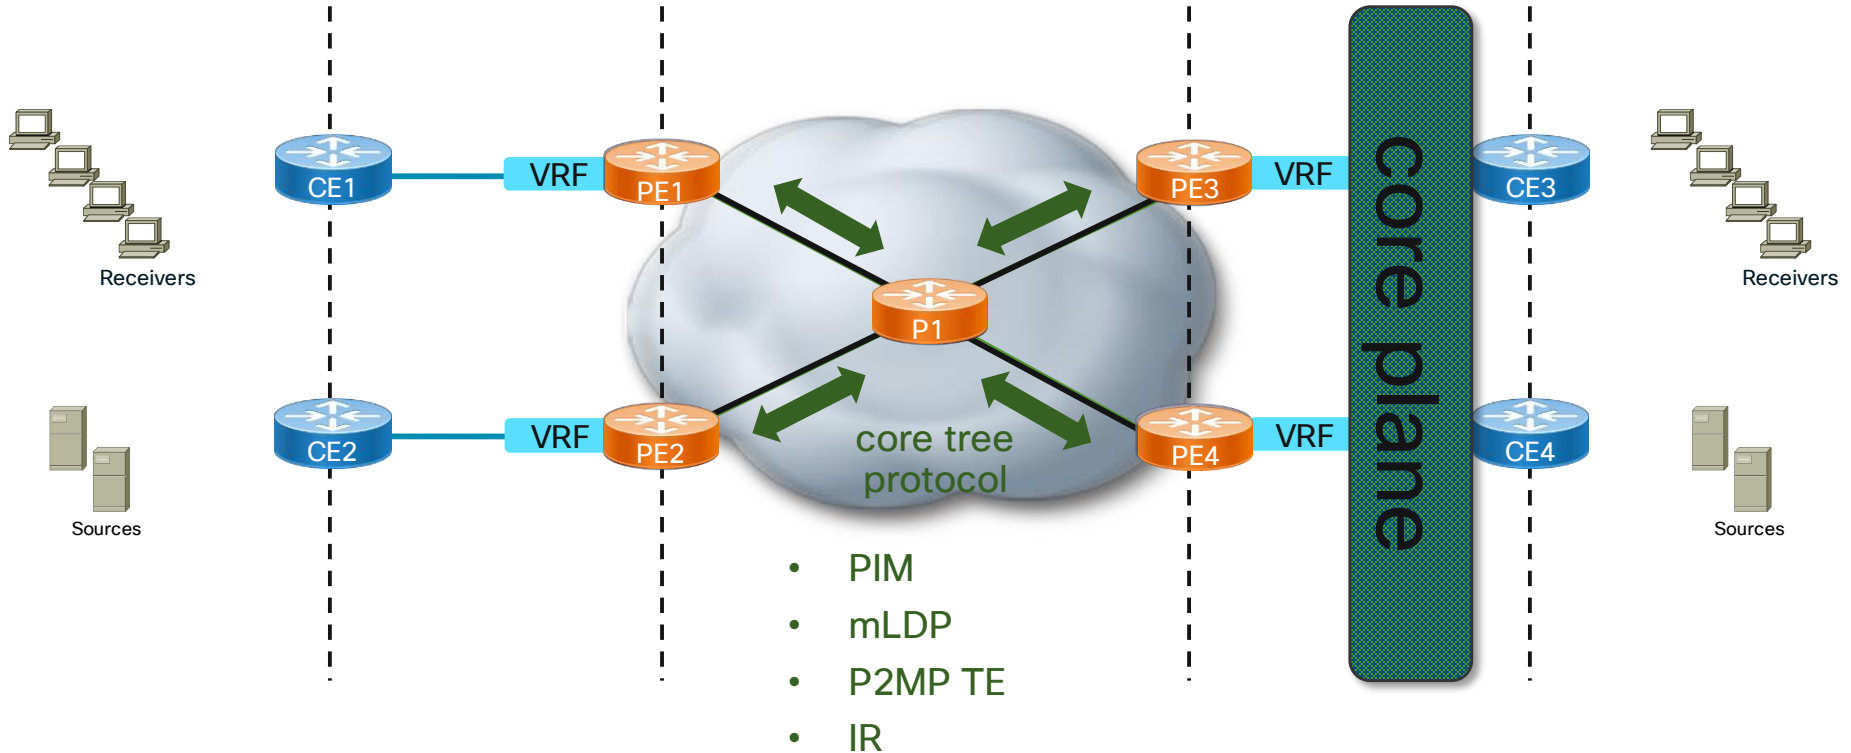 CE1
VRF
PE1
PE3
VRF
CE3
Receivers
Receivers
P1
core plane
CE2
VRF
PE2
core tree
protocol
PE4
VRF
CE4
Sources
Sources
• PIM
• mLDP
• P2MP TE
• IR